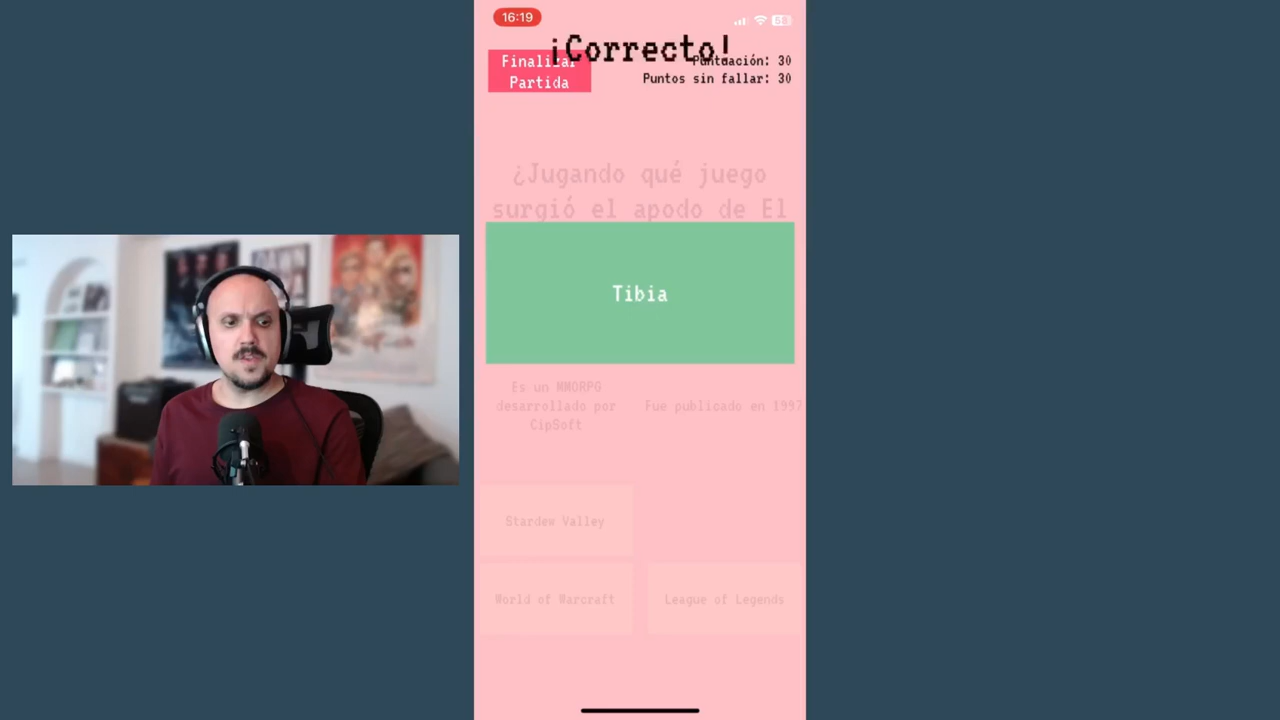 16:19
58
¡Correcto!
Finalizar
Partida
Puntuación: 30
Puntos sin fallar: 30
¿Jugando qué juego
surgió el apodo de El
Tibia
Es un MMORPG
desarrollado por
CipSoft
Fue publicado en 1997
Stardew Valley
World of Warcraft
League of Legends